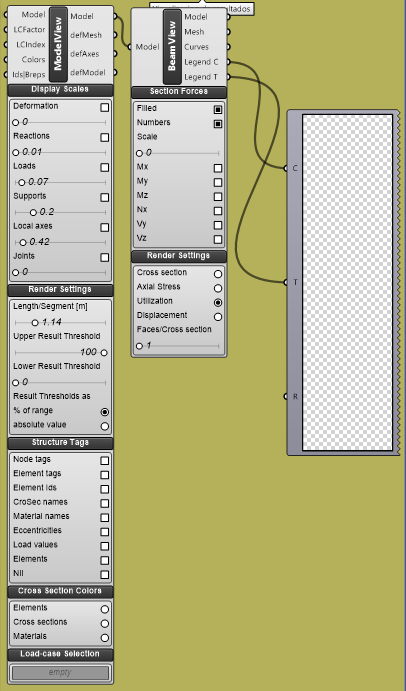 Model
LCFactor
LCIndex
Colors
Ids|Breps
ModelView
Model
defMesh
defAxes
defModel
Display Scales
Deformation
0
Reactions
0.01
Loads
0.07
Supports
0.2
Local axes
0.42
Joints
0
Render Settings
Length/Segment [m]
1.14
Upper Result Threshold
100
Lower Result Threshold
0
Result Thresholds as
% of range
absolute value
Structure Tags
Node tags
Element tags
Element Ids
CroSec names
Material names
Eccentricities
Load values
Elements
NII
Cross Section Colors
Elements
Cross sections
Materials
Load-case Selection
empty
Model
BeamView
Model
Mesh
Curves
Legend C
Legend T
Section Forces
Filled
Numbers
Scale
0
Mx
My
Mz
Nx
Vy
Vz
Render Settings
Cross section
Axial Stress
Utilization
Displacement
Faces/Cross section
1
C
T
R